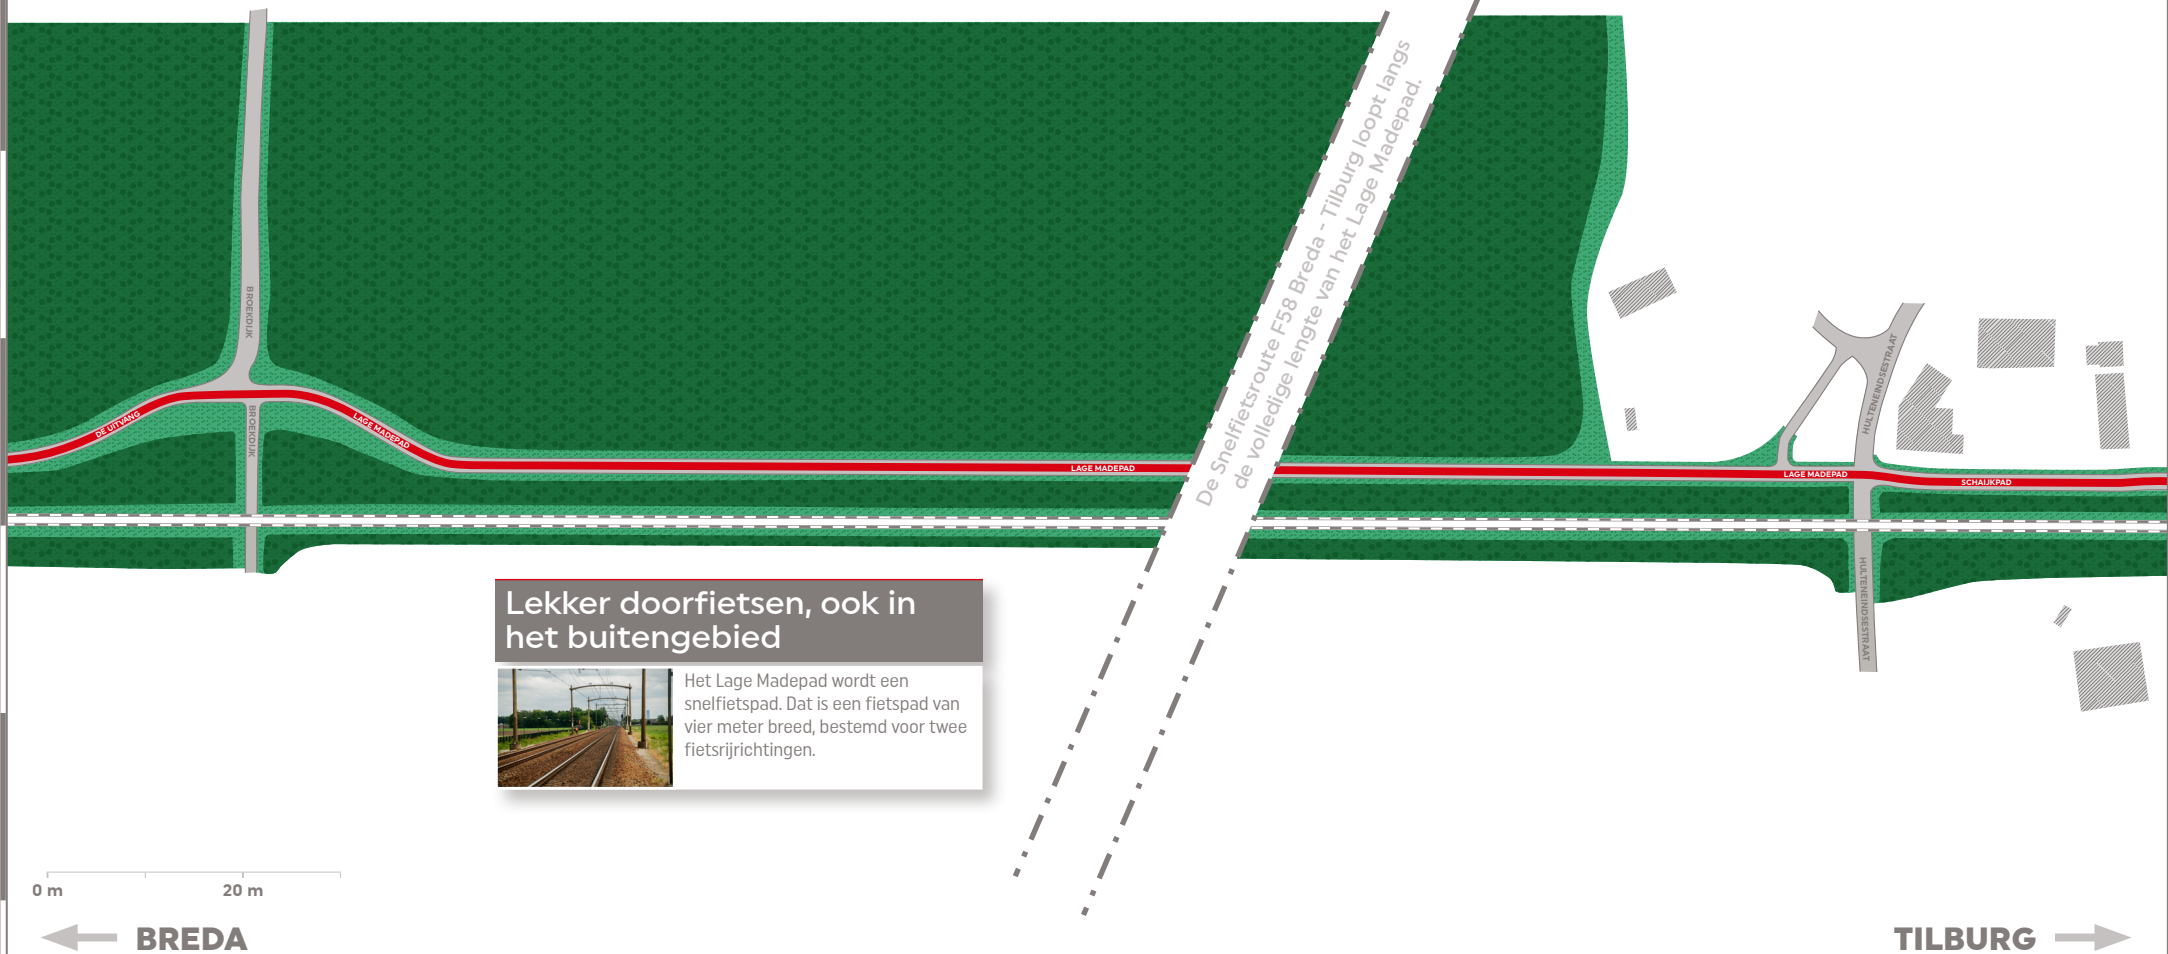 De Snelfietsroute F58 Breda - Tilburg loopt langs
de volledige lengte van het Lage Madepad.
BROEKDIJK
HULTENEINDSESTRAAT
DE UITVANG
BROEKDIJK
LAGE MADEPAD
LAGE MADEPAD
LAGE MADEPAD
SCHAIJKPAD
HULTENEINDSESTRAAT
Lekker doorfietsen, ook in
het buitengebied
Het Lage Madepad wordt een
snelfietspad. Dat is een fietspad van
vier meter breed, bestemd voor twee
fietsrijrichtingen.
0 m
20 m
BREDA
TILBURG